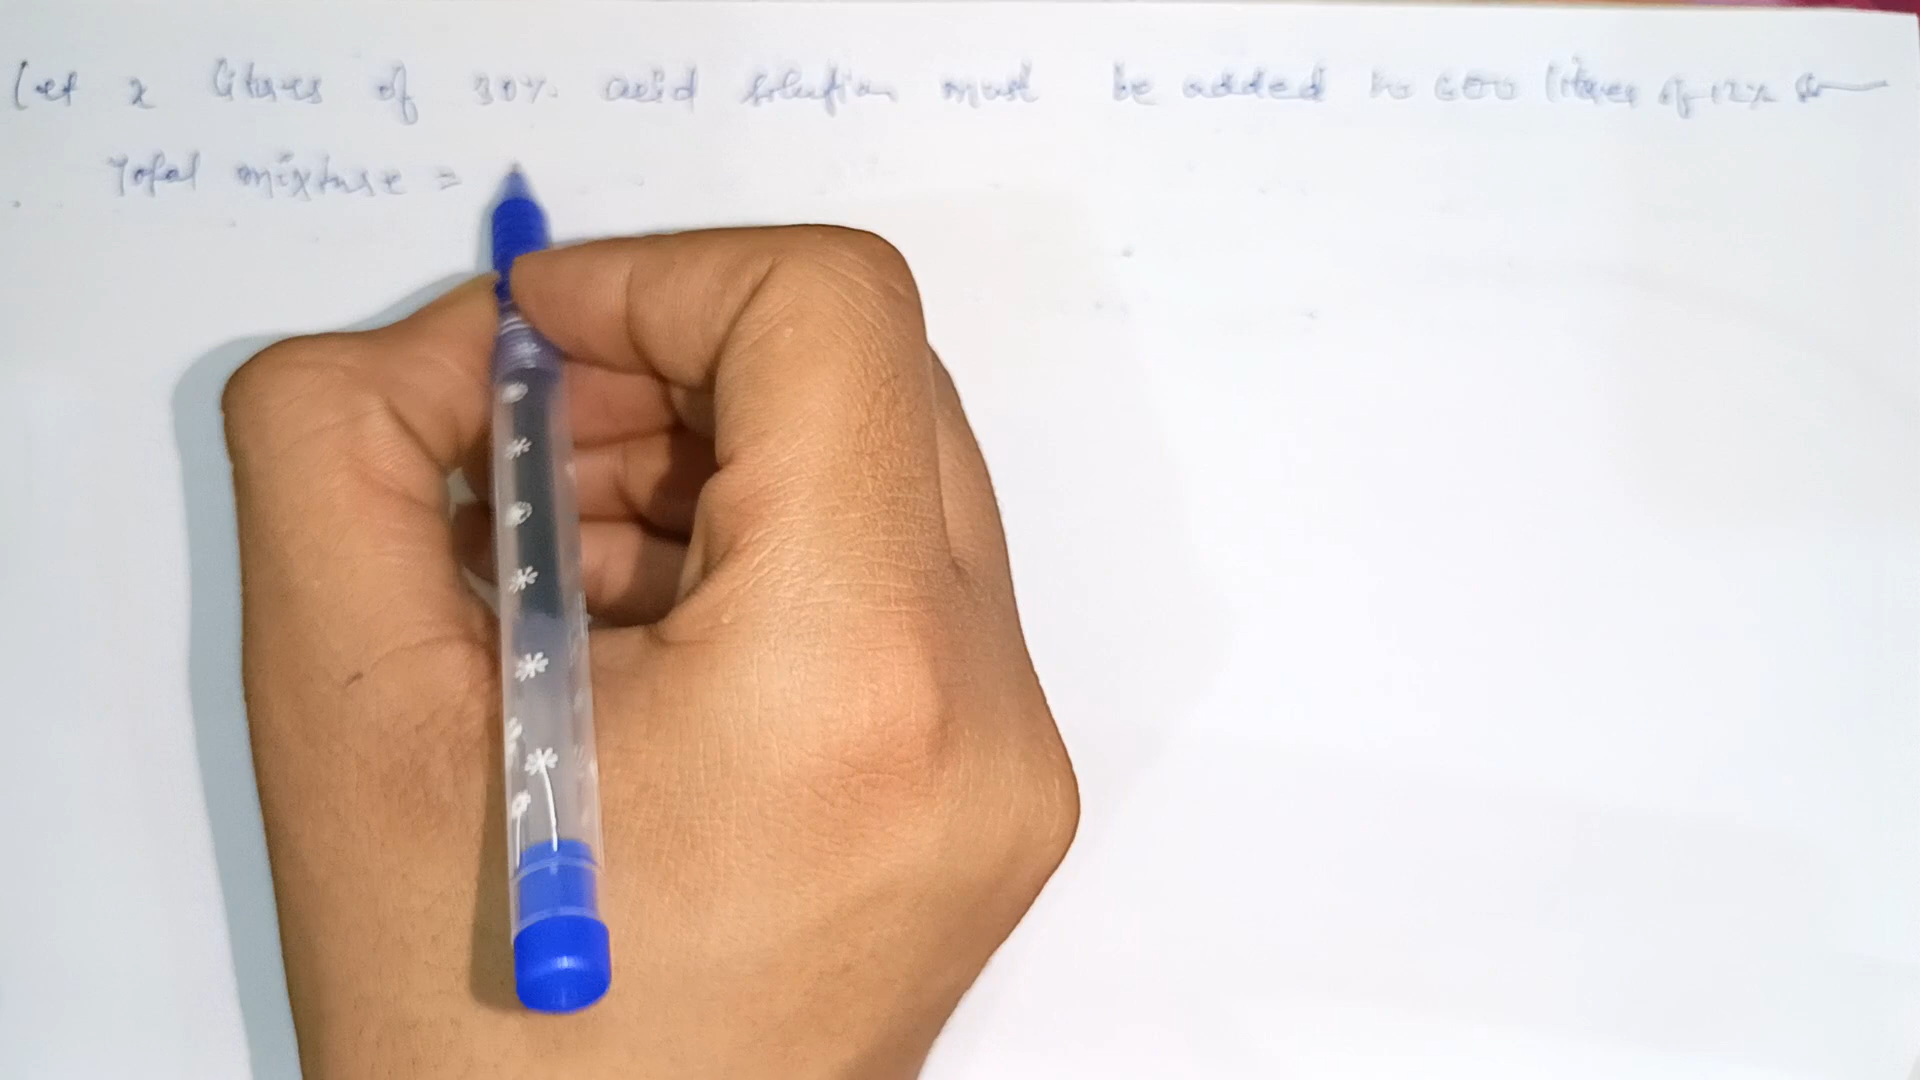 Let x litres of 30% acid solution must be added to 600 litres of 12% so
Total mixture =